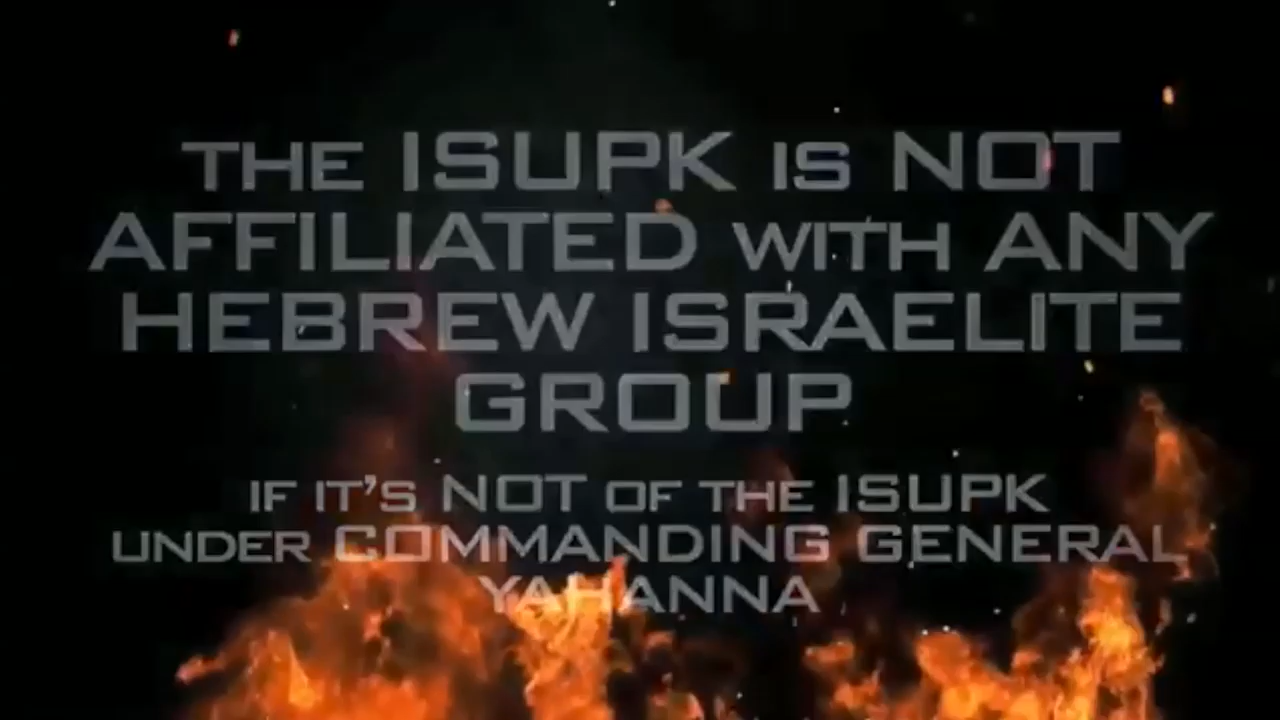 THE ISUPK IS NOT
AFFILIATED WITH ANY
HEBREW ISRAELITE
GROUP
IF IT'S NOT OF THE ISUPK
UNDER COMMANDING GENERAL
YAHANNA